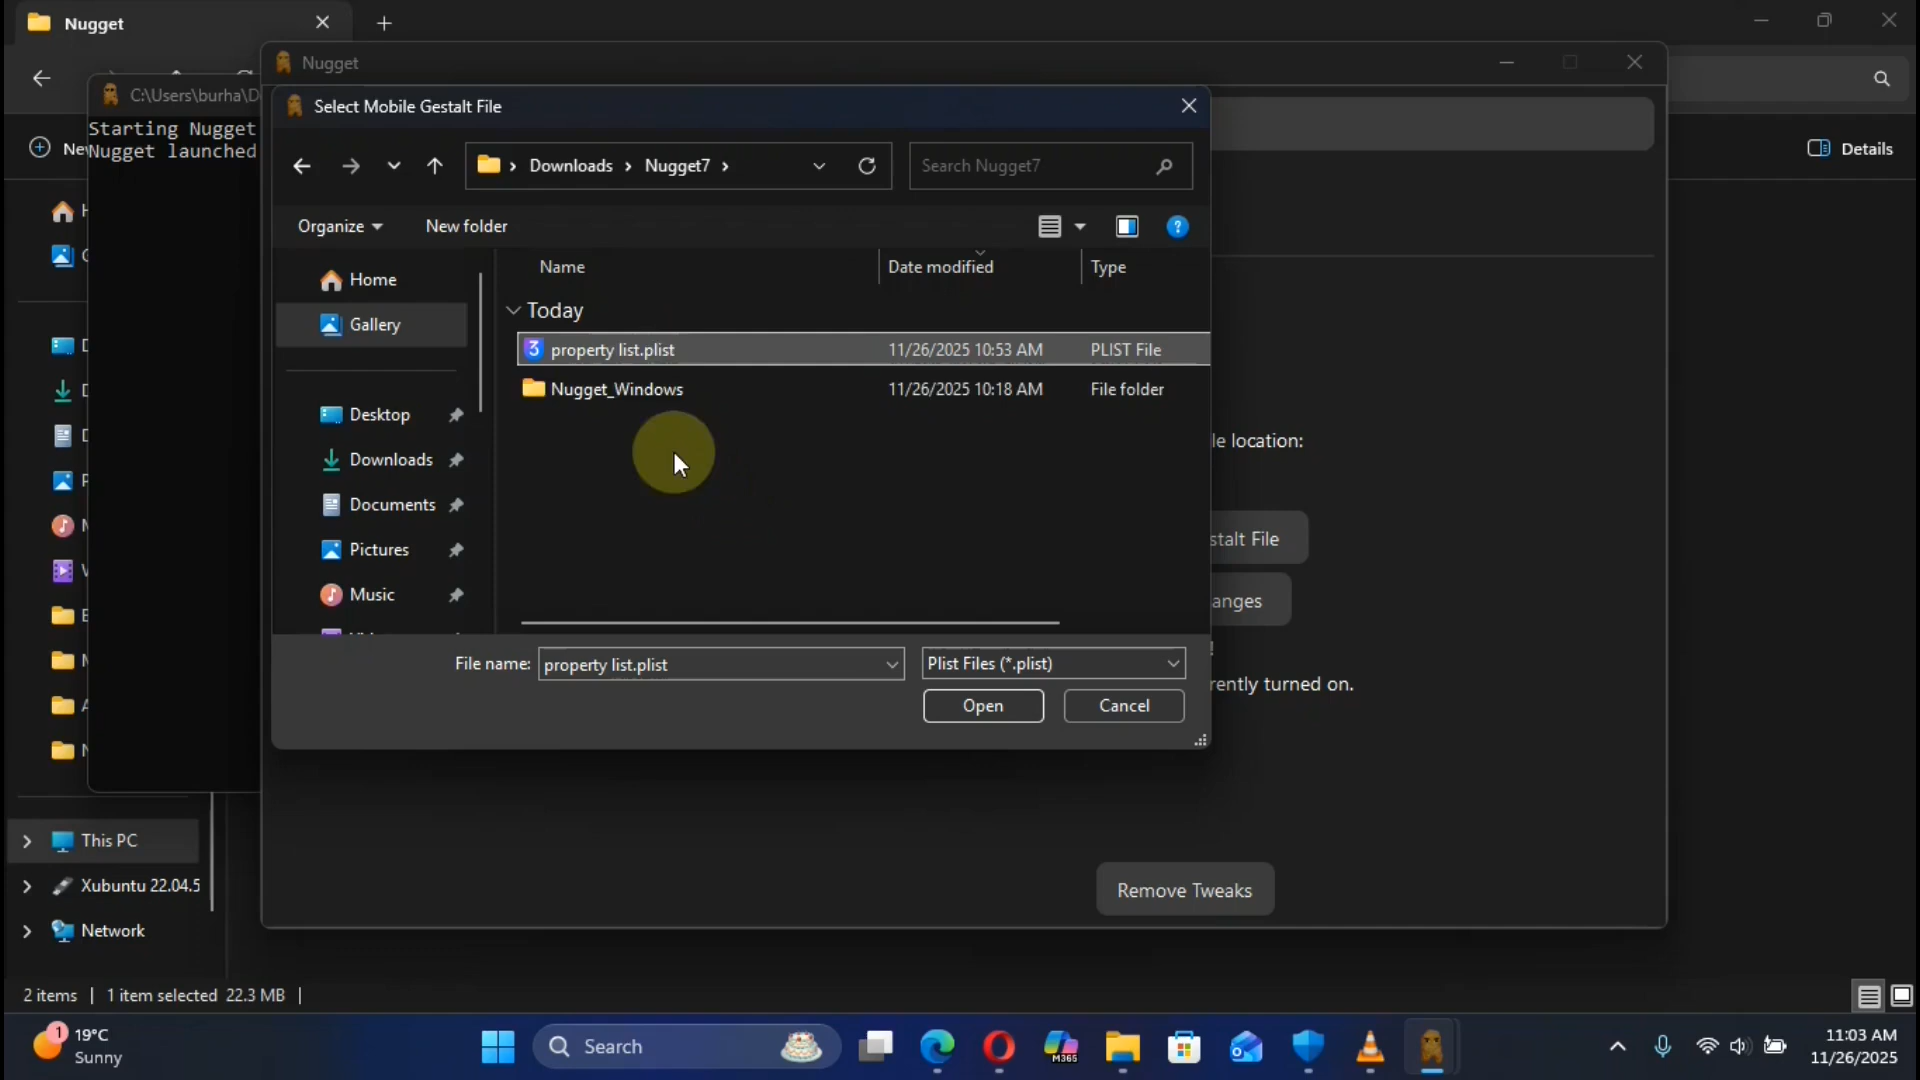 Nugget
Nugget
C:\Users\burha\D
Select Mobile Gestalt File
Starting Nugget
Nugget launched
Details
Downloads
Nugget7
Search Nugget7
Organize
New folder
Name
Date modified
Type
Home
Gallery
Today
property list.plist
11/26/2025 10:53 AM
PLIST File
Nugget_Windows
11/26/2025 10:18 AM
File folder
Desktop
Downloads
Documents
Pictures
Music
le location:
stalt File
anges
rently turned on.
File name:
property list.plist
Plist Files (*.plist)
Open
Cancel
Remove Tweaks
This PC
Xubuntu 22.04.5
Network
2 items
1 item selected 22.3 MB
1
19°C
Sunny
Search
M365
11:03 AM
11/26/2025